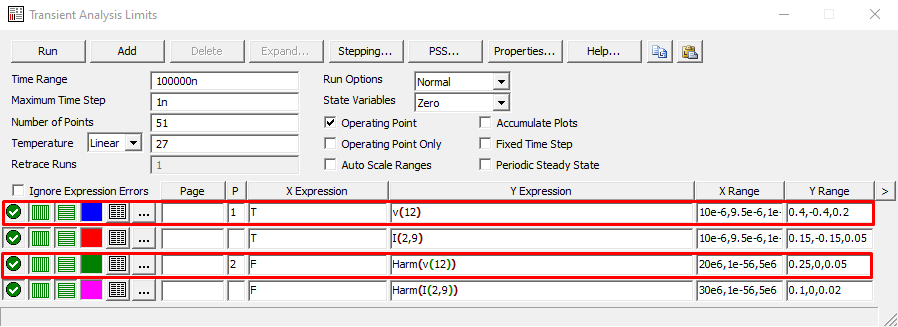 Transient Analysis Limits
Run Add Delete Expand... Stepping... PSS... Properties... Help...
Time Range 100000n Run Options Normal
Maximum Time Step 1n State Variables Zero
Number of Points 51 Operating Point Accumulate Plots
Temperature Linear 27 Operating Point Only Fixed Time Step
Retrace Runs 1 Auto Scale Ranges Periodic Steady State
Ignore Expression Errors Page P X Expression Y Expression X Range Y Range >
... 1 T v(12) 10e-6,9.5e-6,1e- 0.4,-0.4,0.2
... T I(2,9) 10e-6,9.5e-6,1e- 0.15,-0.15,0.05
... 2 F Harm(v(12)) 20e6,1e-56,5e6 0.25,0,0.05
... F Harm(I(2,9)) 30e6,1e-56,5e6 0.1,0,0.02